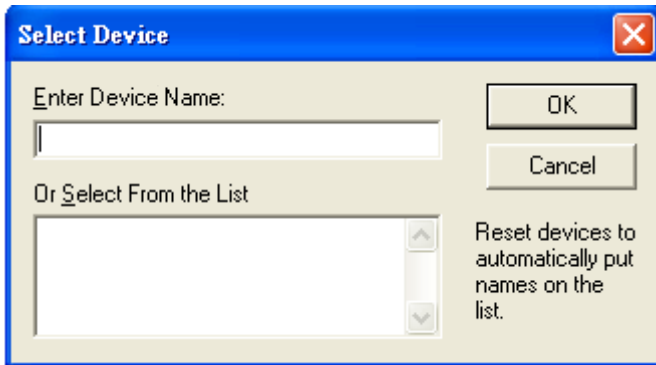 Select Device
Enter Device Name:
OK
Cancel
Or Select From the List
Reset devices to
automatically put
names on the
list.